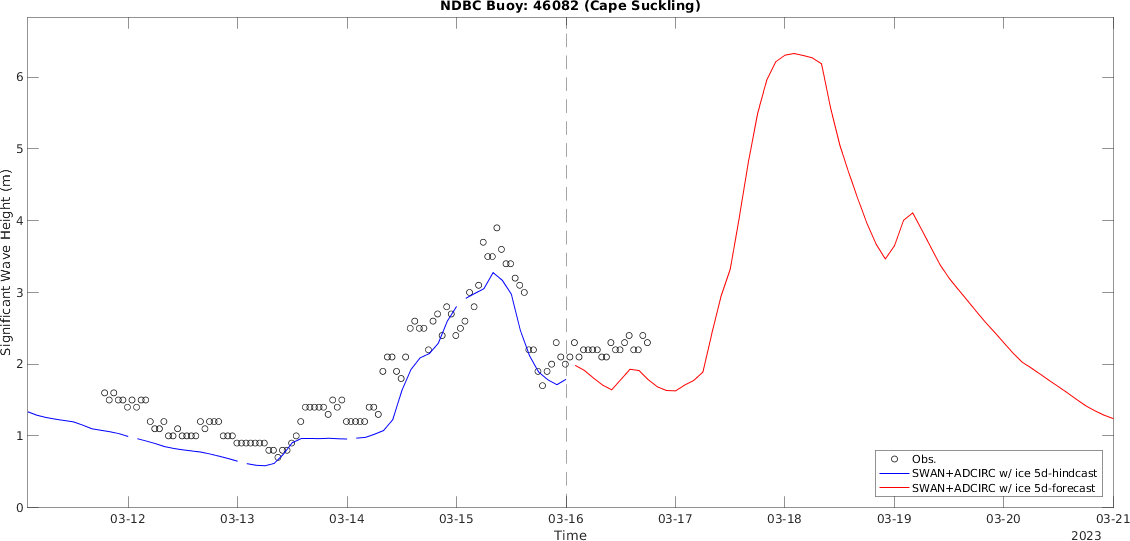 NDBC Buoy: 46082 (Cape Suckling)
Significant Wave Height (m)
6
5
4
3
2
1
0
Obs.
SWAN+ADCIRC w/ ice 5d-hindcast
SWAN+ADCIRC w/ ice 5d-forecast
03-12 03-13 03-14 03-15 03-16 03-17 03-18 03-19 03-20 03-21
Time
2023